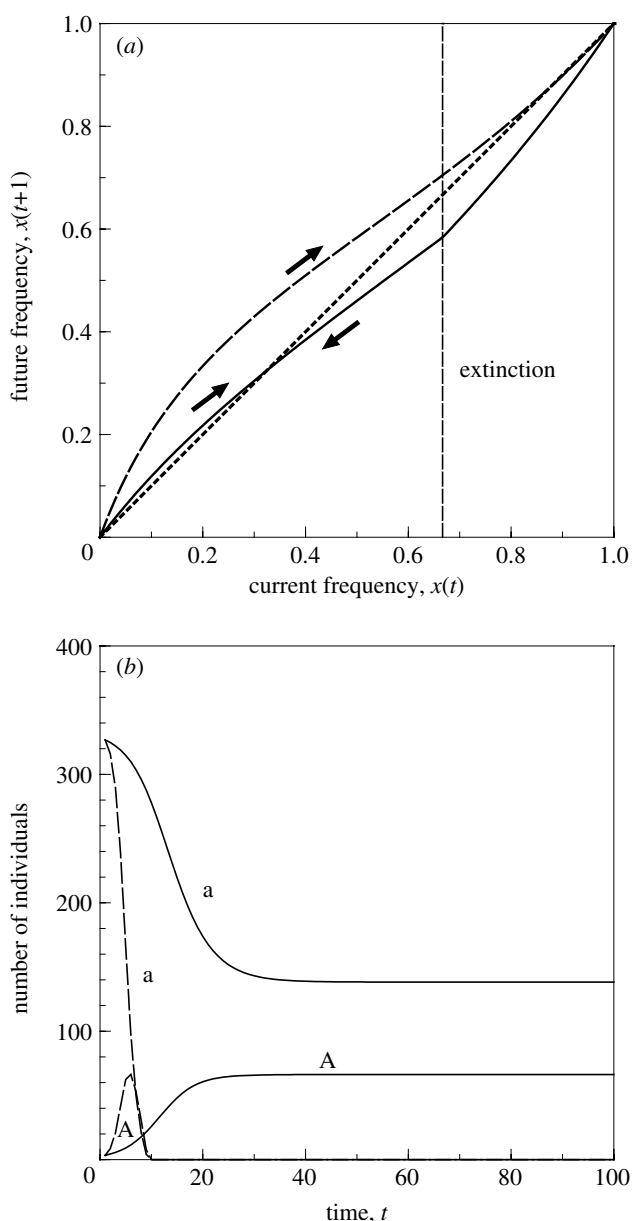 (a)
1.0
0.8
0.6
0.4
0.2
0
future frequency, x(t+1)
extinction
0.2 0.4 0.6 0.8 1.0
current frequency, x(t)
(b)
400
300
200
100
number of individuals
a
a
A
A
0 20 40 60 80 100
time, t